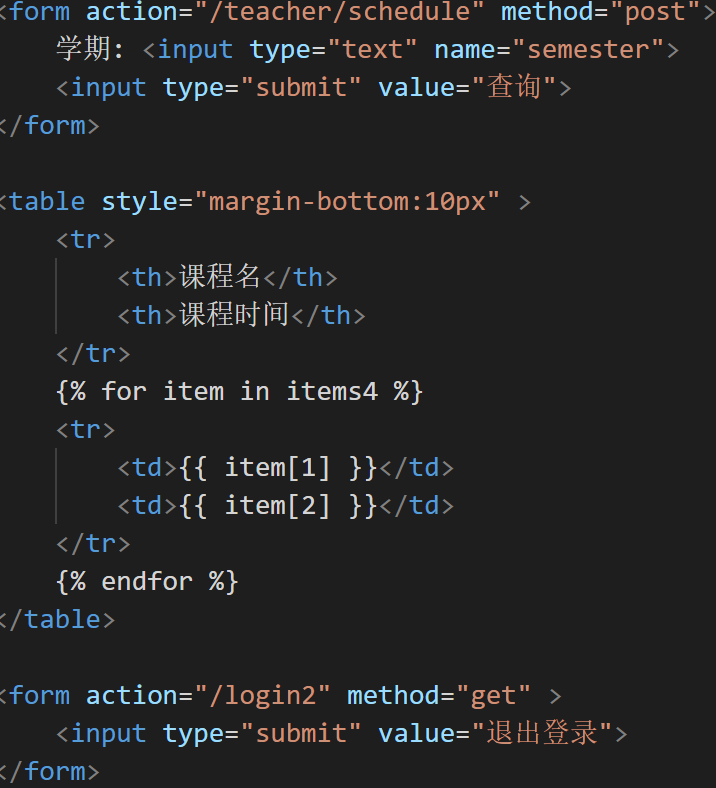 <form action="/teacher/schedule" method="post">
学期: <input type="text" name="semester">
<input type="submit" value="查询">
</form>
<table style="margin-bottom:10px" >
<tr>
<th>课程名</th>
<th>课程时间</th>
</tr>
{% for item in items4 %}
<tr>
<td>{{ item[1] }}</td>
<td>{{ item[2] }}</td>
</tr>
{% endfor %}
</table>
<form action="/login2" method="get" >
<input type="submit" value="退出登录">
</form>